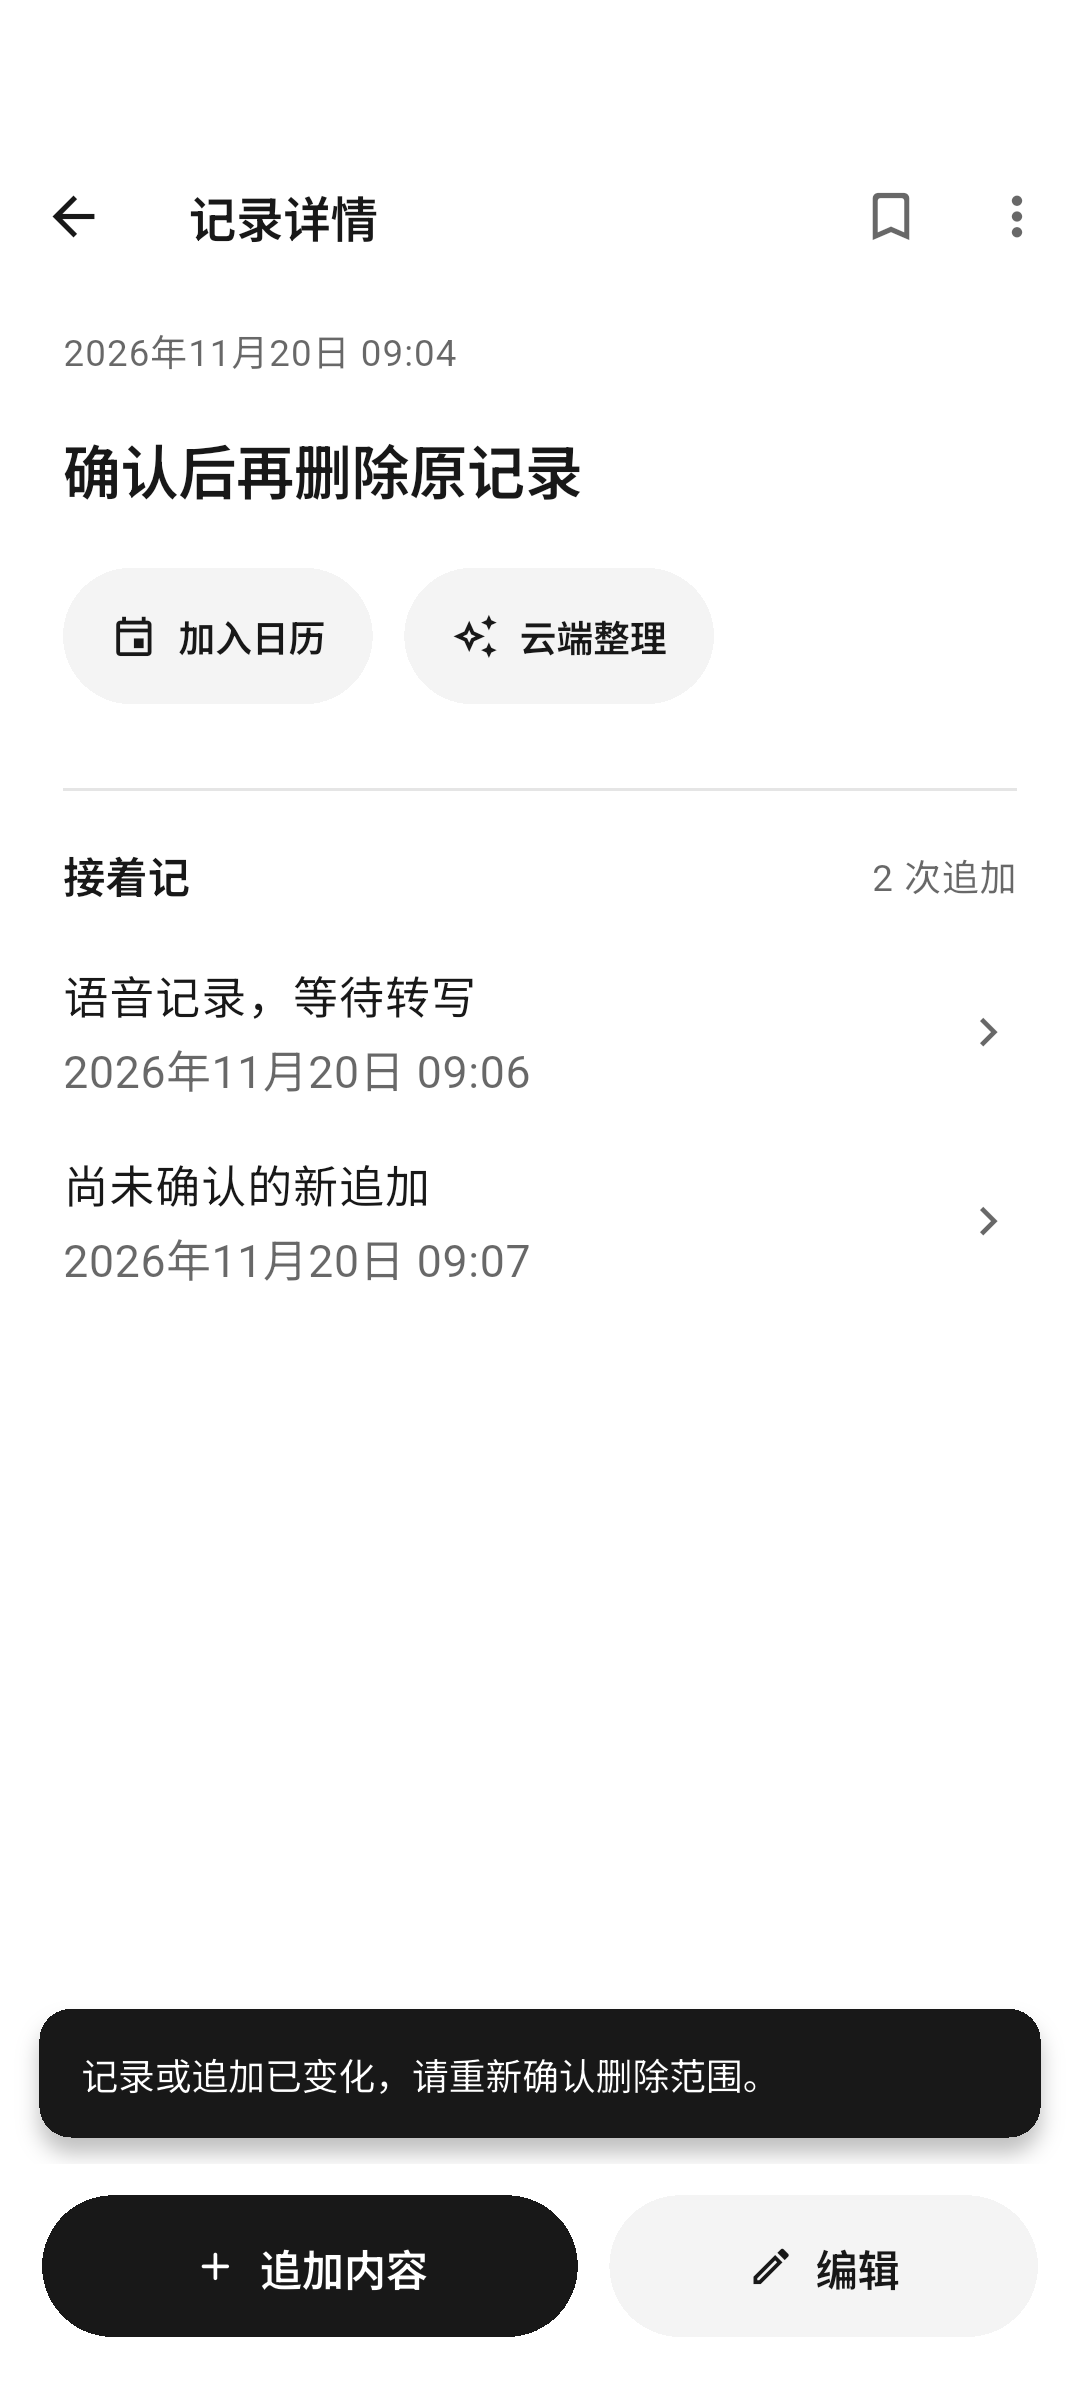 记录详情
2026年11月20日 09:04
确认后再删除原记录
加入日历
云端整理
接着记
2 次追加
语音记录，等待转写
2026年11月20日 09:06
尚未确认的新追加
2026年11月20日 09:07
记录或追加已变化，请重新确认删除范围。
追加内容
编辑